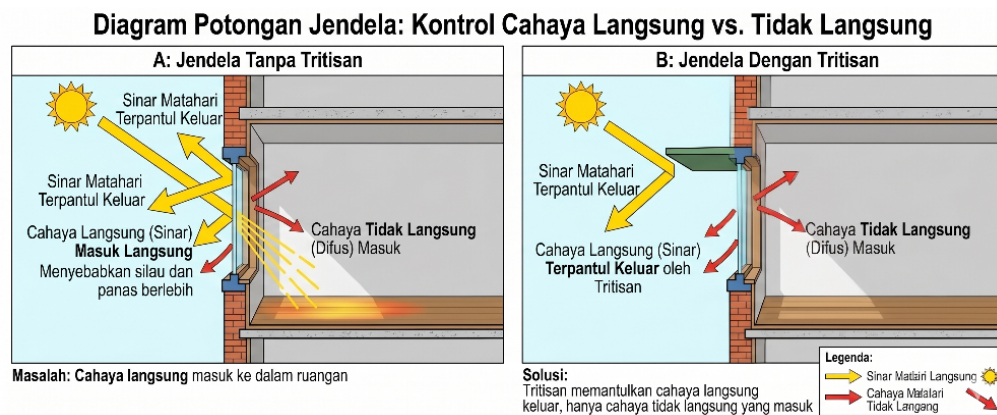 Diagram Potongan Jendela: Kontrol Cahaya Langsung vs. Tidak Langsung
A: Jendela Tanpa Tritisan
Sinar Matahari
Terpantul Keluar
Sinar Matahari
Terpantul Keluar
Cahaya Langsung (Sinar)
Masuk Langsung
Menyebabkan silau dan
panas berlebih
Cahaya Tidak Langsung
(Difus) Masuk
Masalah: Cahaya langsung masuk ke dalam ruangan
B: Jendela Dengan Tritisan
Sinar Matahari
Terpantul Keluar
Cahaya Langsung (Sinar)
Terpantul Keluar oleh
Tritisan
Cahaya Tidak Langsung
(Difus) Masuk
Solusi:
Tritisan memantulkan cahaya langsung
keluar, hanya cahaya tidak langsung yang masuk
Legenda:
Sinar Langsung
Cahaya
Tidak Langang